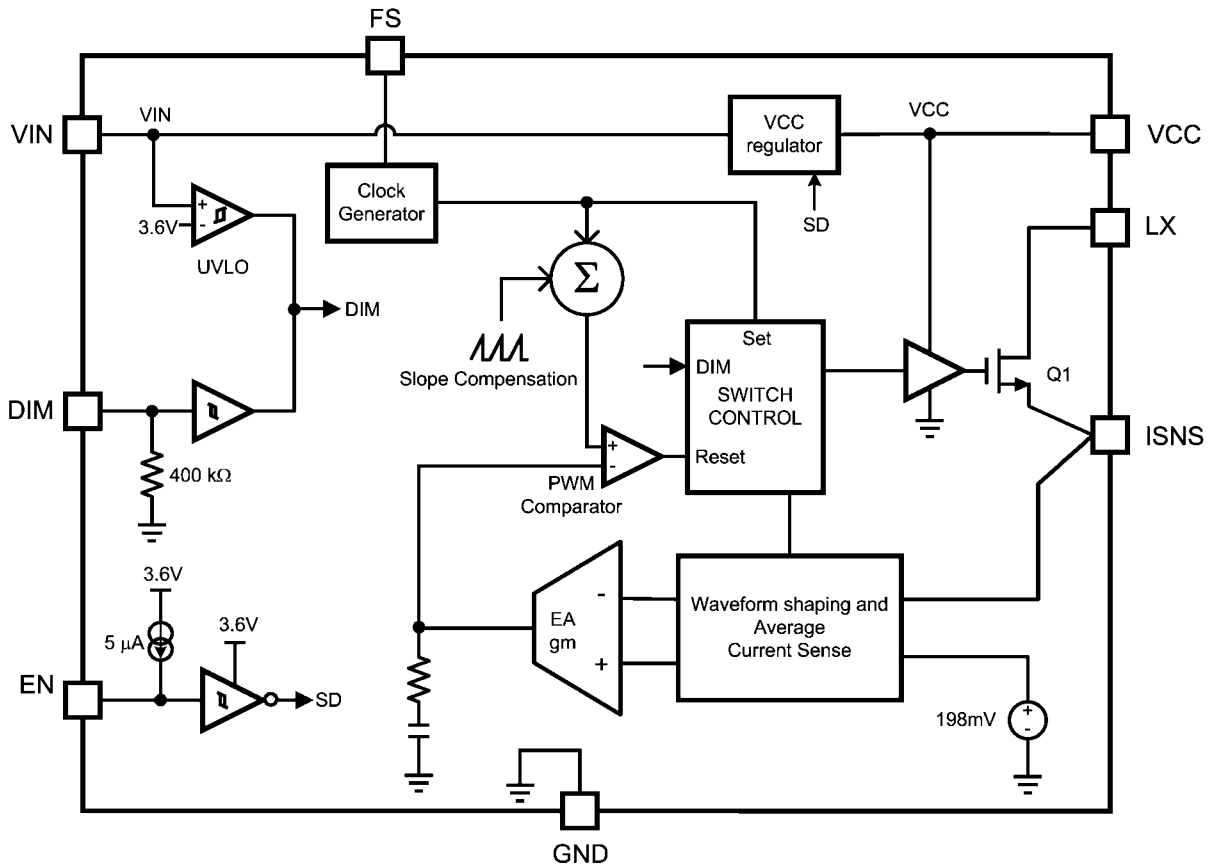 FS
VIN
VIN
VCC
regulator
VCC
VCC
Clock
Generator
SD
LX
+
3.6V
-
UVLO
Σ
DIM
Slope Compensation
Set
DIM
SWITCH
CONTROL
Reset
Q1
DIM
400 kΩ
ISNS
+
-
PWM
Comparator
3.6V
5 µA
3.6V
EN
SD
EA
gm
-
+
Waveform shaping and
Average
Current Sense
198mV
+
-
GND